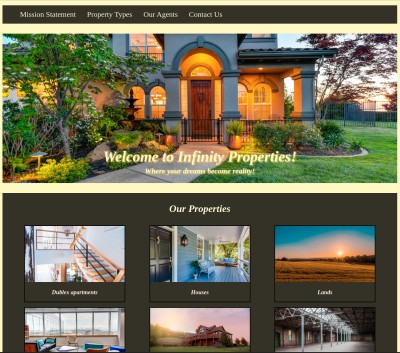 Mission Statement Property Types Our Agents Contact Us
Welcome to Infinity Properties!
Where your dreams become reality!
Our Properties
Dublex apartments Houses Lands